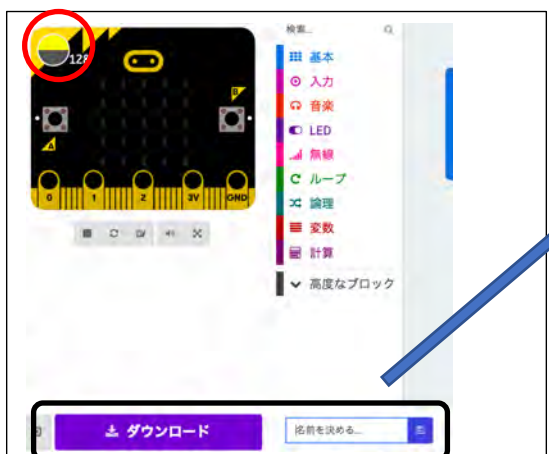 検索...
128
基本
入力
音楽
LED
無線
ループ
論理
変数
計算
高度なブロック
B
A
0 1 2 3V GND
ダウンロード
名前を決める...